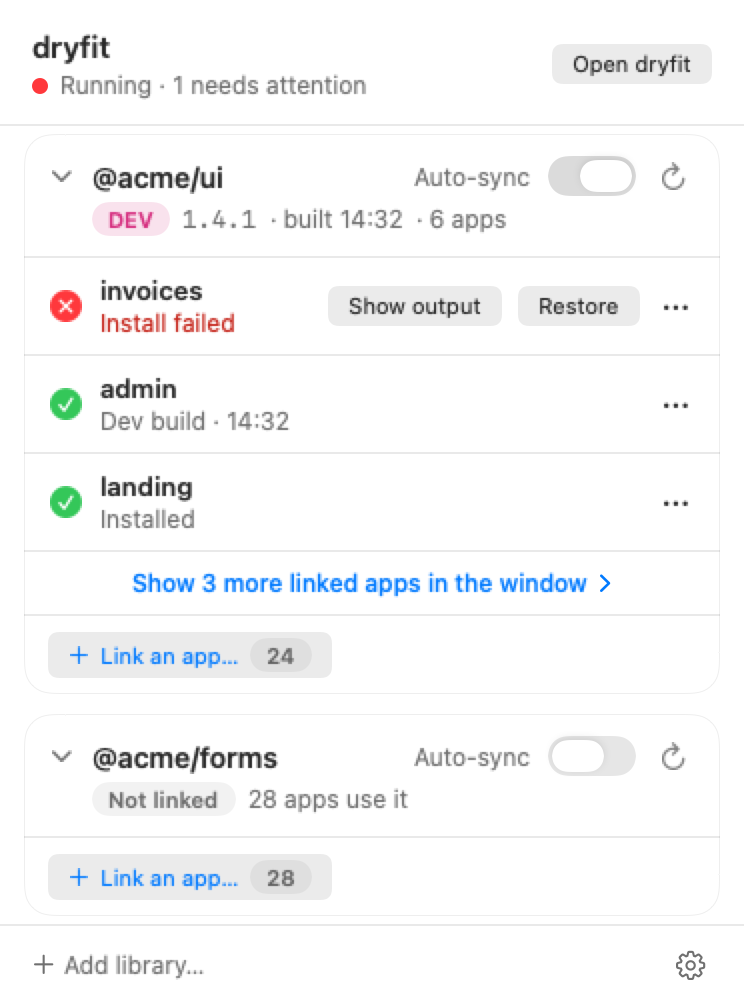 dryfit
Running · 1 needs attention
Open dryfit
@acme/ui
Auto-sync
DEV 1.4.1 · built 14:32 · 6 apps
invoices
Install failed
Show output
Restore
admin
Dev build · 14:32
landing
Installed
Show 3 more linked apps in the window
+ Link an app... 24
@acme/forms
Auto-sync
Not linked 28 apps use it
+ Link an app... 28
+ Add library...